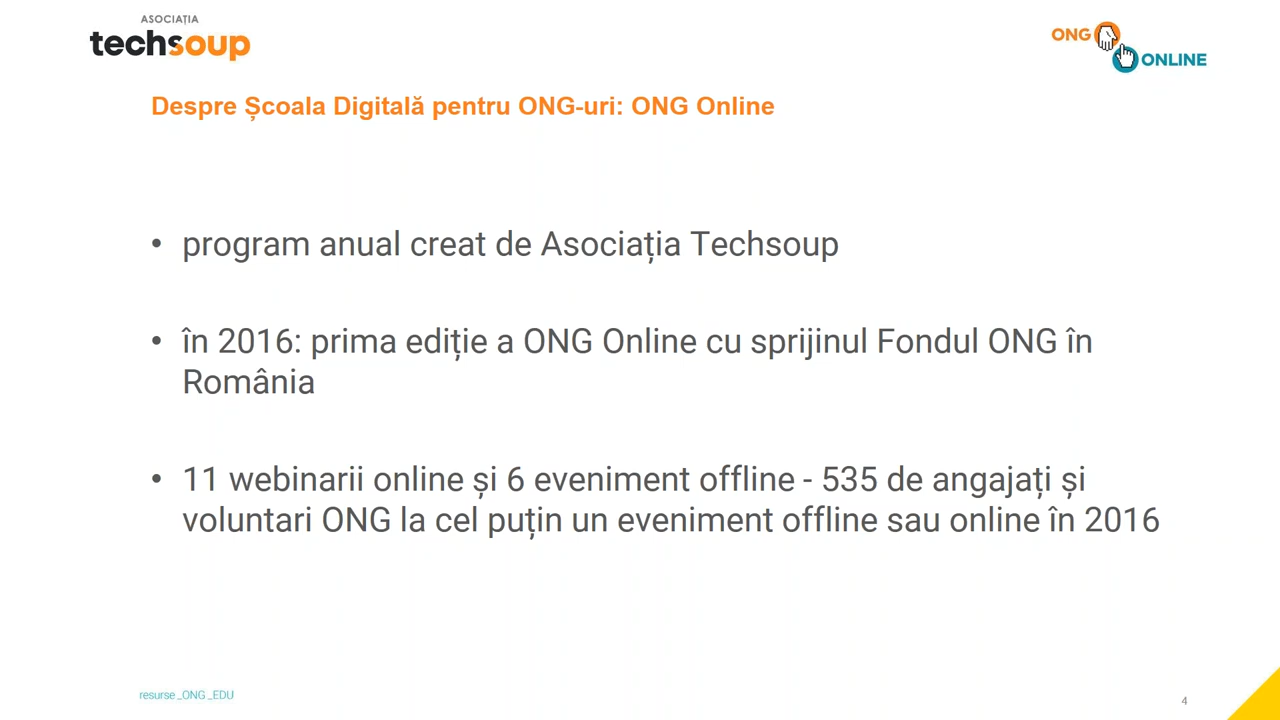 ASOCIAȚIA
techsoup
ONG
ONLINE
Despre Școala Digitală pentru ONG-uri: ONG Online
• program anual creat de Asociația Techsoup
• în 2016: prima ediție a ONG Online cu sprijinul Fondul ONG în
România
• 11 webinarii online și 6 eveniment offline - 535 de angajați și
voluntari ONG la cel puțin un eveniment offline sau online în 2016
resurse_ONG_EDU
4